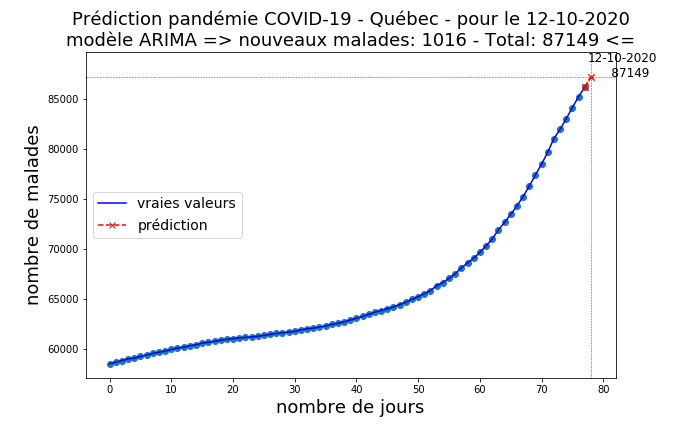 Prédiction pandémie COVID-19 - Québec - pour le 12-10-2020
modèle ARIMA => nouveaux malades: 1016 - Total: 87149 <=
12-10-2020
87149
85000
80000
75000
70000
65000
60000
nombre de malades
vraies valeurs
prédiction
0 10 20 30 40 50 60 70 80
nombre de jours